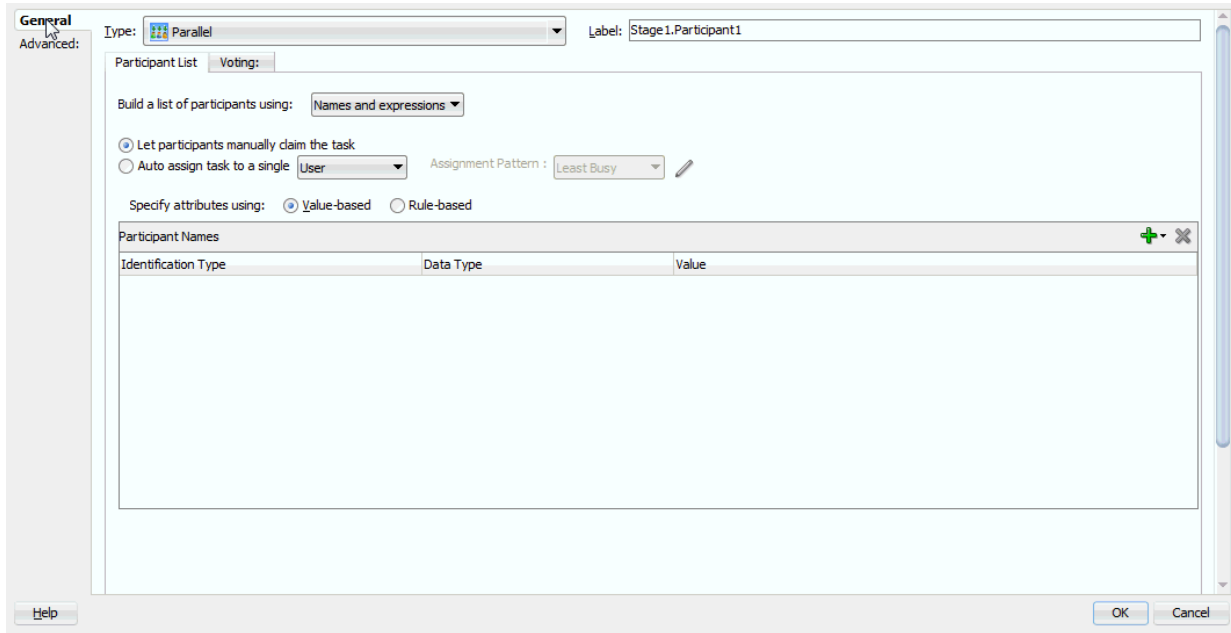 General
Advanced:
Type: Parallel Label: Stage1.Participant1
Participant List Voting:
Build a list of participants using: Names and expressions
Let participants manually claim the task
Auto assign task to a single User Assignment Pattern : Least Busy
Specify attributes using: Value-based Rule-based
Participant Names
Identification Type Data Type Value
Help OK Cancel